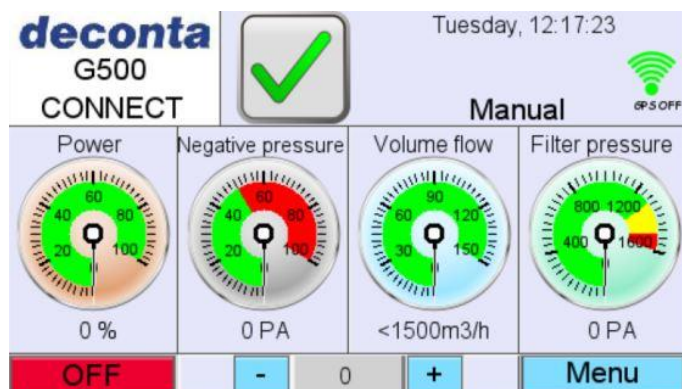 deconta
G500
CONNECT
Tuesday, 12:17:23
Manual
GPS OFF
Power
Negative pressure
Volume flow
Filter pressure
20 40 60 80 100
20 40 60 80 100
30 60 90 120 150
400 800 1200 1600
0 %
0 PA
<1500m3/h
0 PA
OFF
-
0
+
Menu